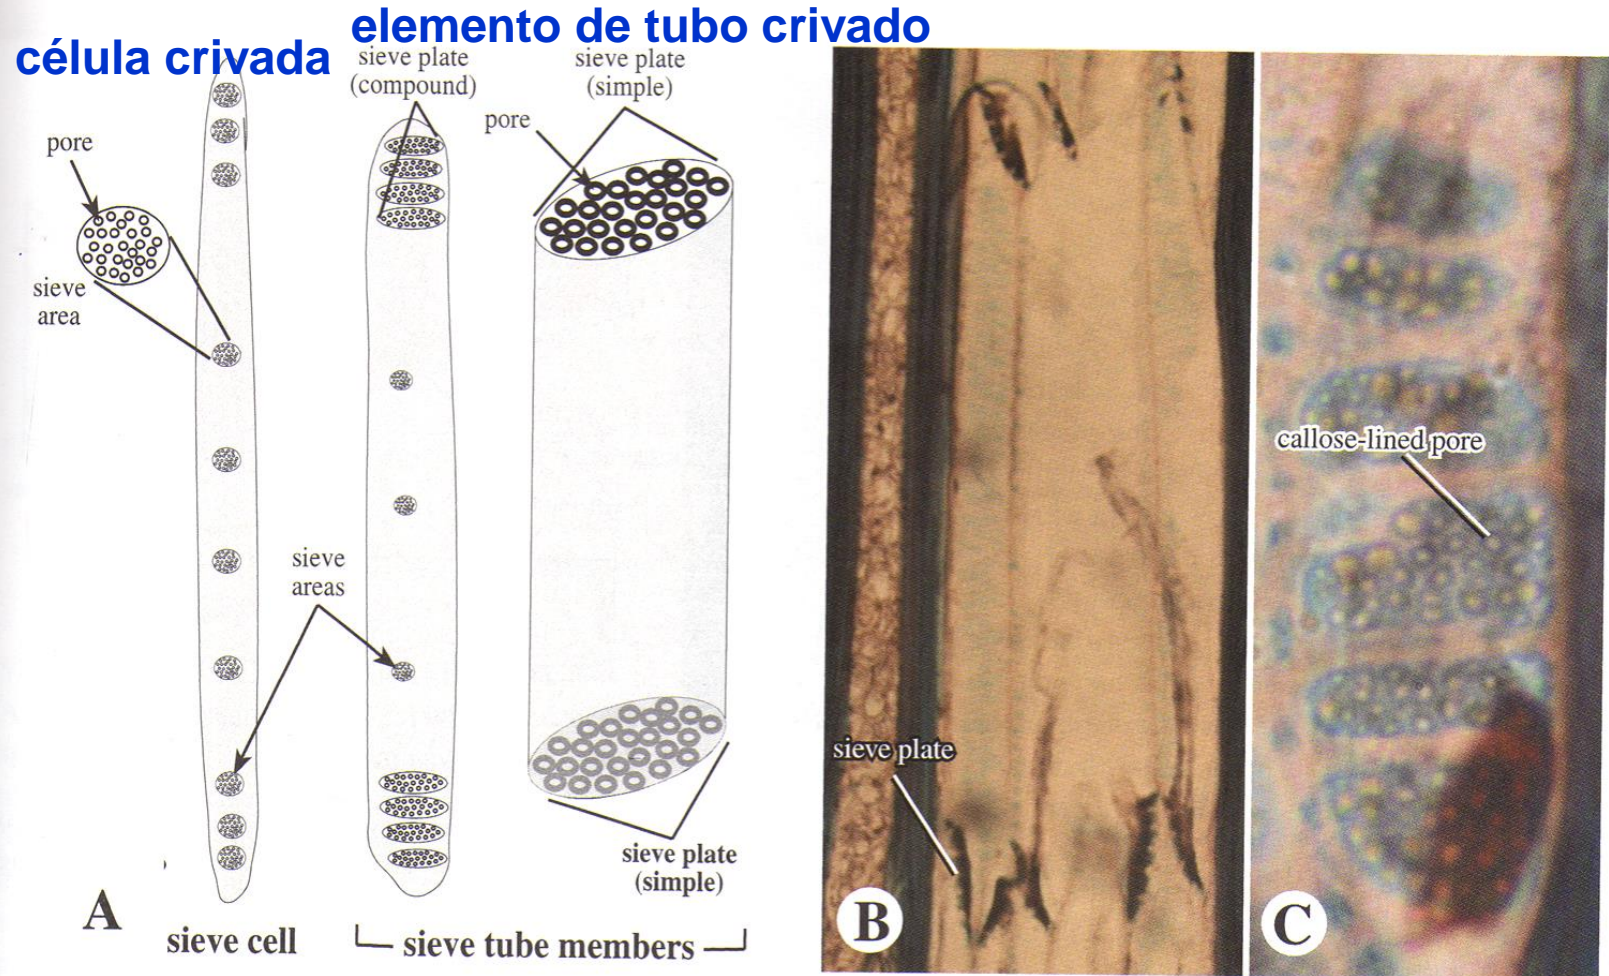 célula crivada
elemento de tubo crivado
sieve plate
(compound)
sieve plate
(simple)
pore
pore
sieve
area
sieve
areas
sieve plate
(simple)
A
sieve cell
sieve tube members
sieve plate
B
callose-lined pore
C